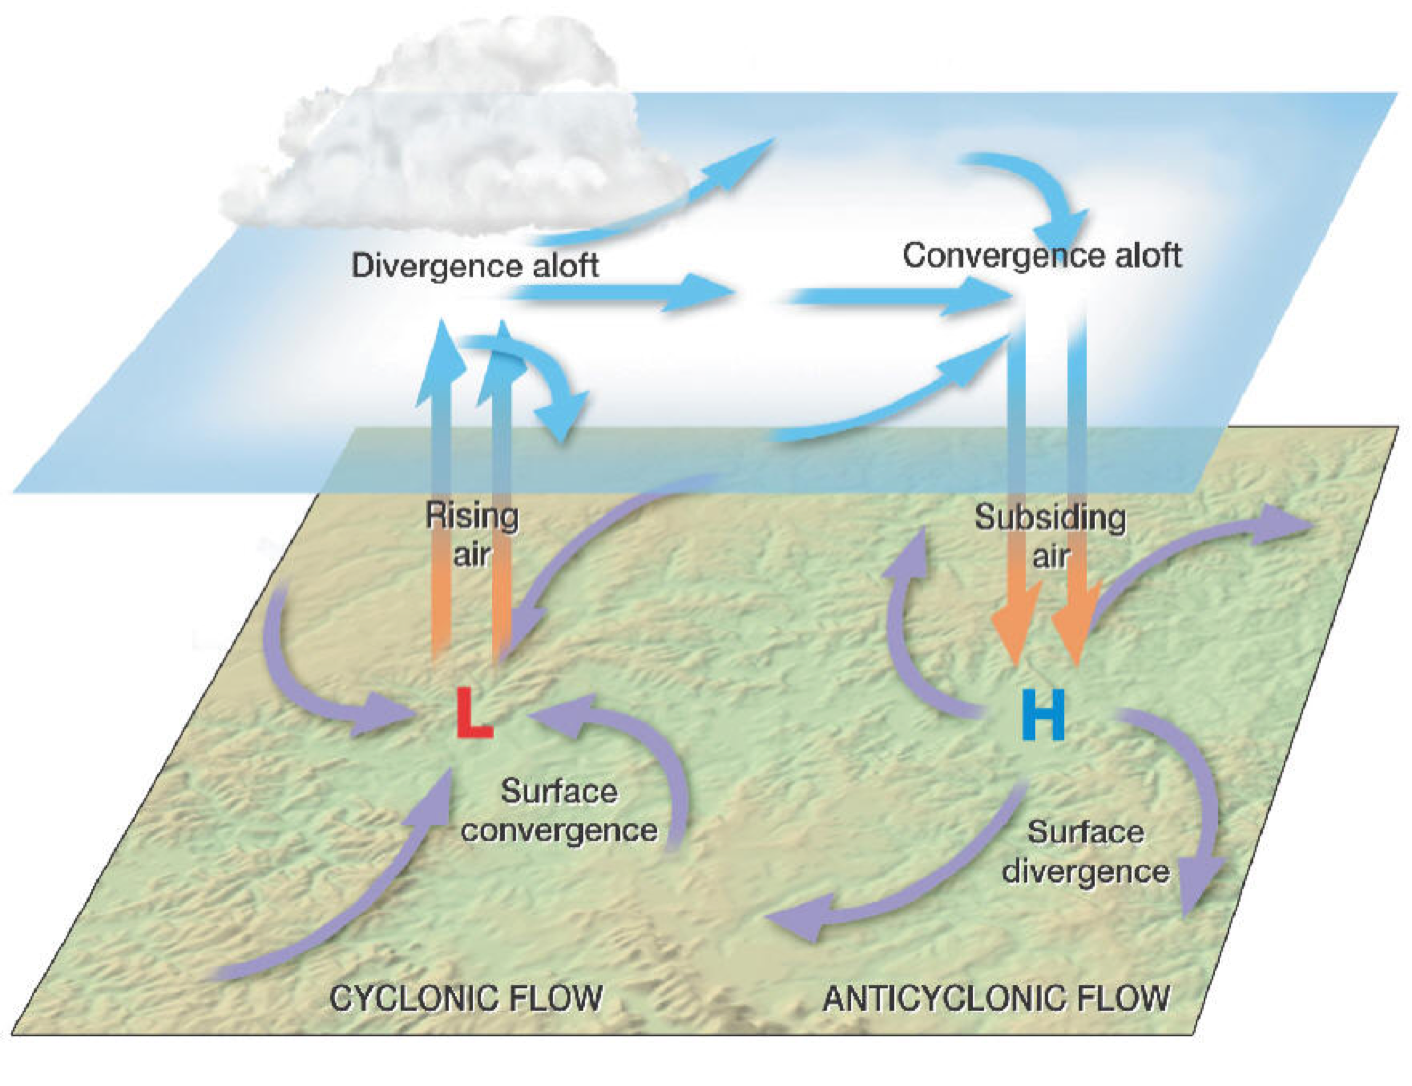 Divergence aloft
Convergence aloft
Rising
air
Subsiding
air
L
H
Surface
convergence
Surface
divergence
CYCLONIC FLOW
ANTICYCLONIC FLOW